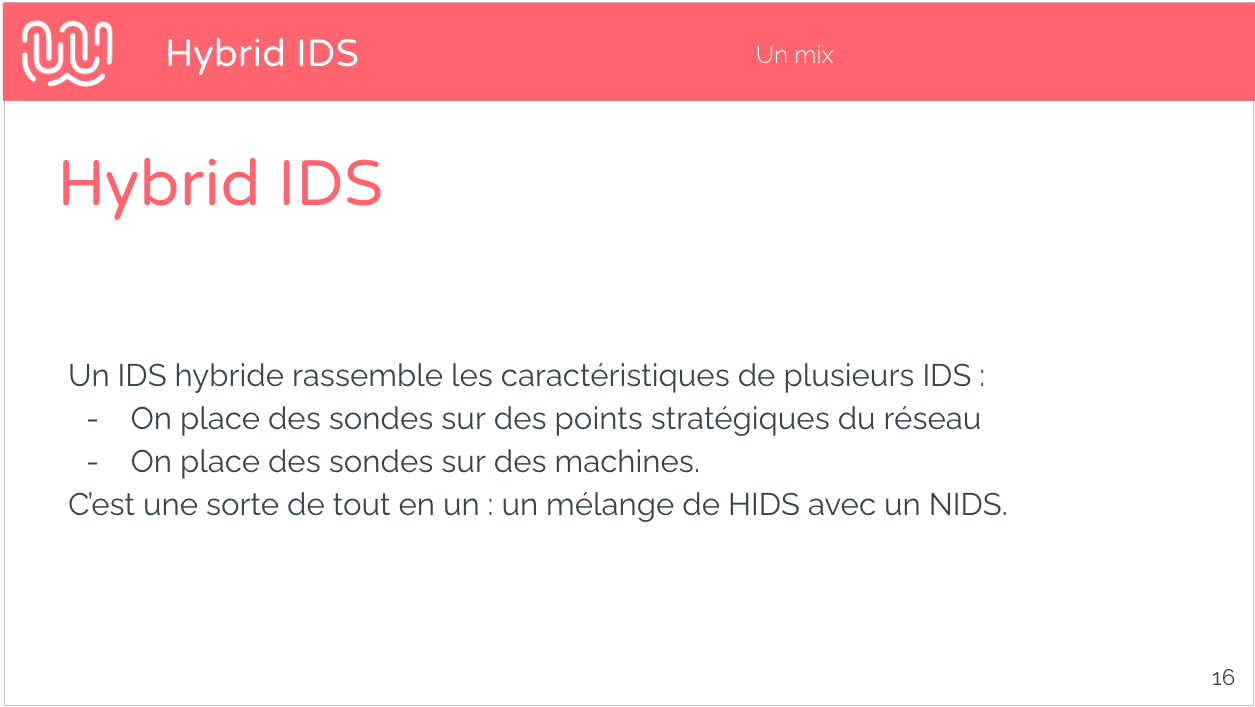 Hybrid IDS
Un mix
Hybrid IDS
Un IDS hybride rassemble les caractéristiques de plusieurs IDS :
- On place des sondes sur des points stratégiques du réseau
- On place des sondes sur des machines.
C’est une sorte de tout en un : un mélange de HIDS avec un NIDS.
16